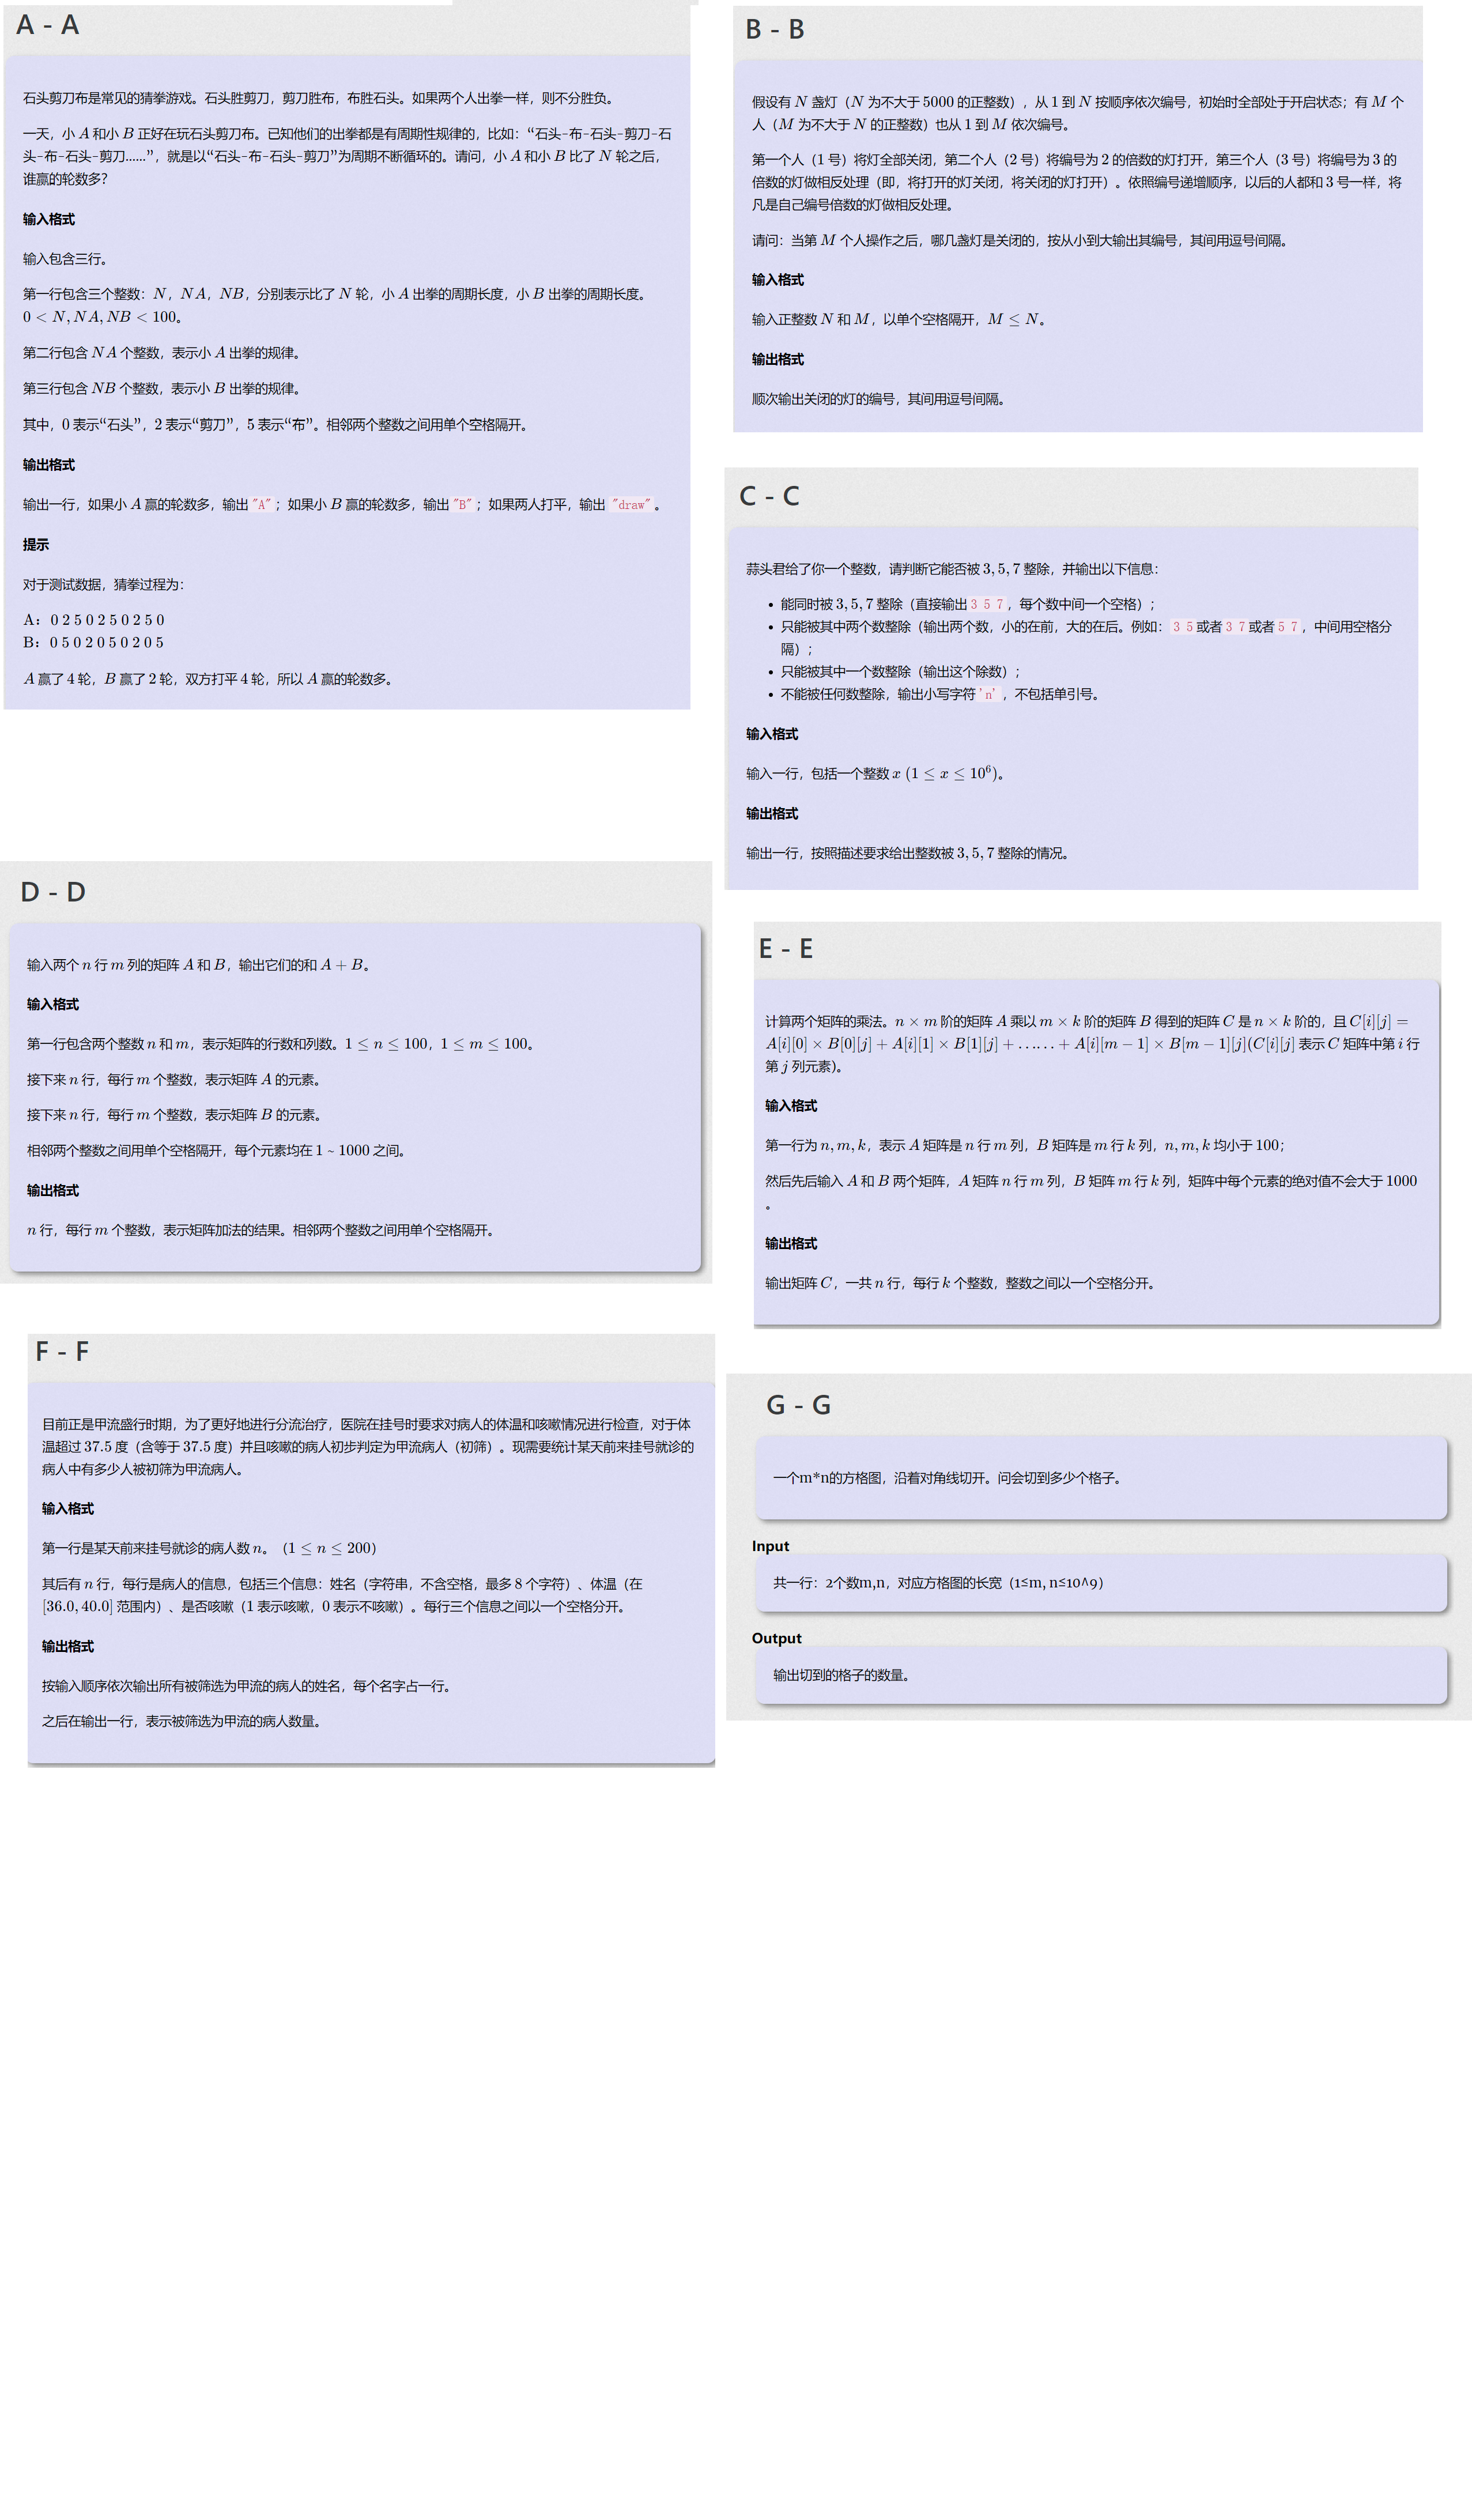 A - A
石头剪刀布是常见的猜拳游戏。石头胜剪刀，剪刀胜布，布胜石头。如果两个人出拳一样，则不分胜负。
一天，小 A 和小 B 正好在玩石头剪刀布。已知他们的出拳都是有周期性规律的，比如：“石头-布-石头-剪刀-石
头-布-石头-剪刀......”，就是以“石头-布-石头-剪刀”为周期不断循环的。请问，小 A 和小 B 比了 N 轮之后，
谁赢的轮数多？
输入格式
输入包含三行。
第一行包含三个整数：N，NA，NB，分别表示比了 N 轮，小 A 出拳的周期长度，小 B 出拳的周期长度。
0 < N, NA, NB < 100。
第二行包含 NA 个整数，表示小 A 出拳的规律。
第三行包含 NB 个整数，表示小 B 出拳的规律。
其中，0 表示“石头”，2 表示“剪刀”，5 表示“布”。相邻两个整数之间用单个空格隔开。
输出格式
输出一行，如果小 A 赢的轮数多，输出 "A"；如果小 B 赢的轮数多，输出 "B"；如果两人打平，输出 "draw"。
提示
对于测试数据，猜拳过程为：
A：0 2 5 0 2 5 0 2 5 0
B：0 5 0 2 0 5 0 2 0 5
A 赢了 4 轮，B 赢了 2 轮，双方打平 4 轮，所以 A 赢的轮数多。
B - B
假设有 N 盏灯（N 为不大于 5000 的正整数），从 1 到 N 按顺序依次编号，初始时全部处于开启状态；有 M 个
人（M 为不大于 N 的正整数）也从 1 到 M 依次编号。
第一个人（1 号）将灯全部关闭，第二个人（2 号）将编号为 2 的倍数的灯打开，第三个人（3 号）将编号为 3 的
倍数的灯做相反处理（即，将打开的灯关闭，将关闭的灯打开）。依照编号递增顺序，以后的人都和 3 号一样，将
凡是自己编号倍数的灯做相反处理。
请问：当第 M 个人操作之后，哪几盏灯是关闭的，按从小到大输出其编号，其间用逗号间隔。
输入格式
输入正整数 N 和 M，以单个空格隔开，M ≤ N。
输出格式
顺次输出关闭的灯的编号，其间用逗号间隔。
C - C
蒜头君给了你一个整数，请判断它能否被 3, 5, 7 整除，并输出以下信息：
• 能同时被 3, 5, 7 整除（直接输出 3 5 7，每个数中间一个空格）；
• 只能被其中两个数整除（输出两个数，小的在前，大的在后。例如： 3 5 或者 3 7 或者 5 7，中间用空格分
隔）；
• 只能被其中一个数整除（输出这个除数）；
• 不能被任何数整除，输出小写字符 'n' ，不包括单引号。
输入格式
输入一行，包括一个整数 x (1 ≤ x ≤ 10⁶)。
输出格式
输出一行，按照描述要求给出整数被 3, 5, 7 整除的情况。
D - D
输入两个 n 行 m 列的矩阵 A 和 B，输出它们的和 A + B。
输入格式
第一行包含两个整数 n 和 m，表示矩阵的行数和列数。1 ≤ n ≤ 100，1 ≤ m ≤ 100。
接下来 n 行，每行 m 个整数，表示矩阵 A 的元素。
接下来 n 行，每行 m 个整数，表示矩阵 B 的元素。
相邻两个整数之间用单个空格隔开，每个元素均在 1 ~ 1000 之间。
输出格式
n 行，每行 m 个整数，表示矩阵加法的结果。相邻两个整数之间用单个空格隔开。
E - E
计算两个矩阵的乘法。n × m 阶的矩阵 A 乘以 m × k 阶的矩阵 B 得到的矩阵 C 是 n × k 阶的，且 C[i][j] =
A[i][0] × B[0][j] + A[i][1] × B[1][j] + ...... + A[i][m − 1] × B[m − 1][j](C[i][j] 表示 C 矩阵中第 i 行
第 j 列元素)。
输入格式
第一行为 n, m, k，表示 A 矩阵是 n 行 m 列，B 矩阵是 m 行 k 列，n, m, k 均小于 100；
然后先后输入 A 和 B 两个矩阵，A 矩阵 n 行 m 列，B 矩阵 m 行 k 列，矩阵中每个元素的绝对值不会大于 1000
。
输出格式
输出矩阵 C，一共 n 行，每行 k 个整数，整数之间以一个空格分开。
F - F
目前正是甲流盛行时期，为了更好地进行分流治疗，医院在挂号时要求对病人的体温和咳嗽情况进行检查，对于体
温超过 37.5 度（含等于 37.5 度）并且咳嗽的病人初步判定为甲流病人（初筛）。现需要统计某天前来挂号就诊的
病人中有多少人被初筛为甲流病人。
输入格式
第一行是某天前来挂号就诊的病人数 n。（1 ≤ n ≤ 200）
其后有 n 行，每行是病人的信息，包括三个信息：姓名（字符串，不含空格，最多 8 个字符）、体温（在
[36.0, 40.0] 范围内）、是否咳嗽（1 表示咳嗽，0 表示不咳嗽）。每行三个信息之间以一个空格分开。
输出格式
按输入顺序依次输出所有被筛选为甲流的病人的姓名，每个名字占一行。
之后在输出一行，表示被筛选为甲流的病人数量。
G - G
一个m*n的方格图，沿着对角线切开。问会切到多少个格子。
Input
共一行：2个数m,n，对应方格图的长宽（1≤m, n≤10^9）
Output
输出切到的格子的数量。